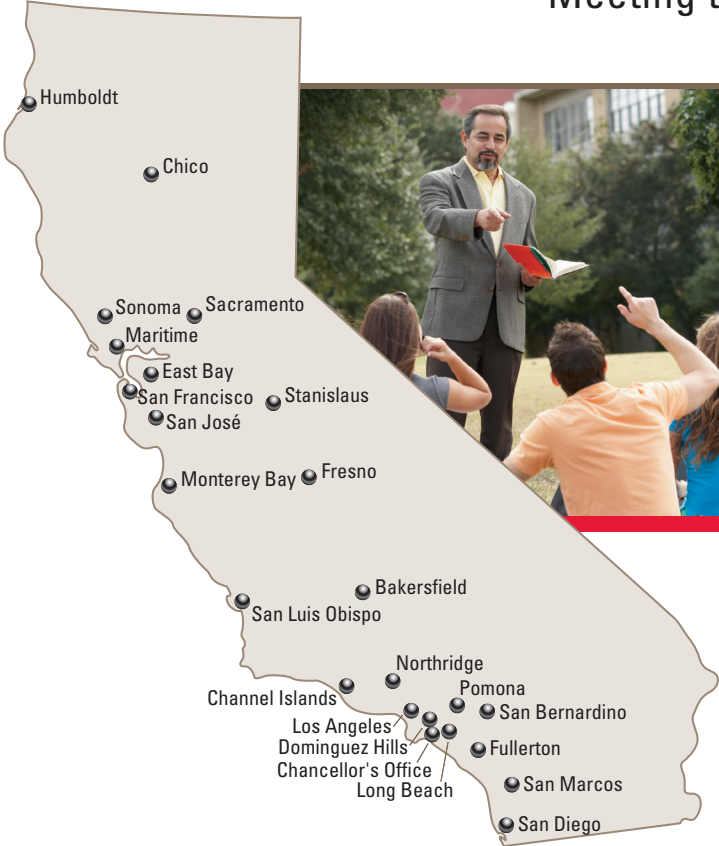 Meeting t
Humboldt
Chico
Sonoma
Sacramento
Maritime
East Bay
San Francisco
Stanislaus
San José
Monterey Bay
Fresno
Bakersfield
San Luis Obispo
Northridge
Channel Islands
Pomona
San Bernardino
Los Angeles
Dominguez Hills
Fullerton
Chancellor's Office
Long Beach
San Marcos
San Diego